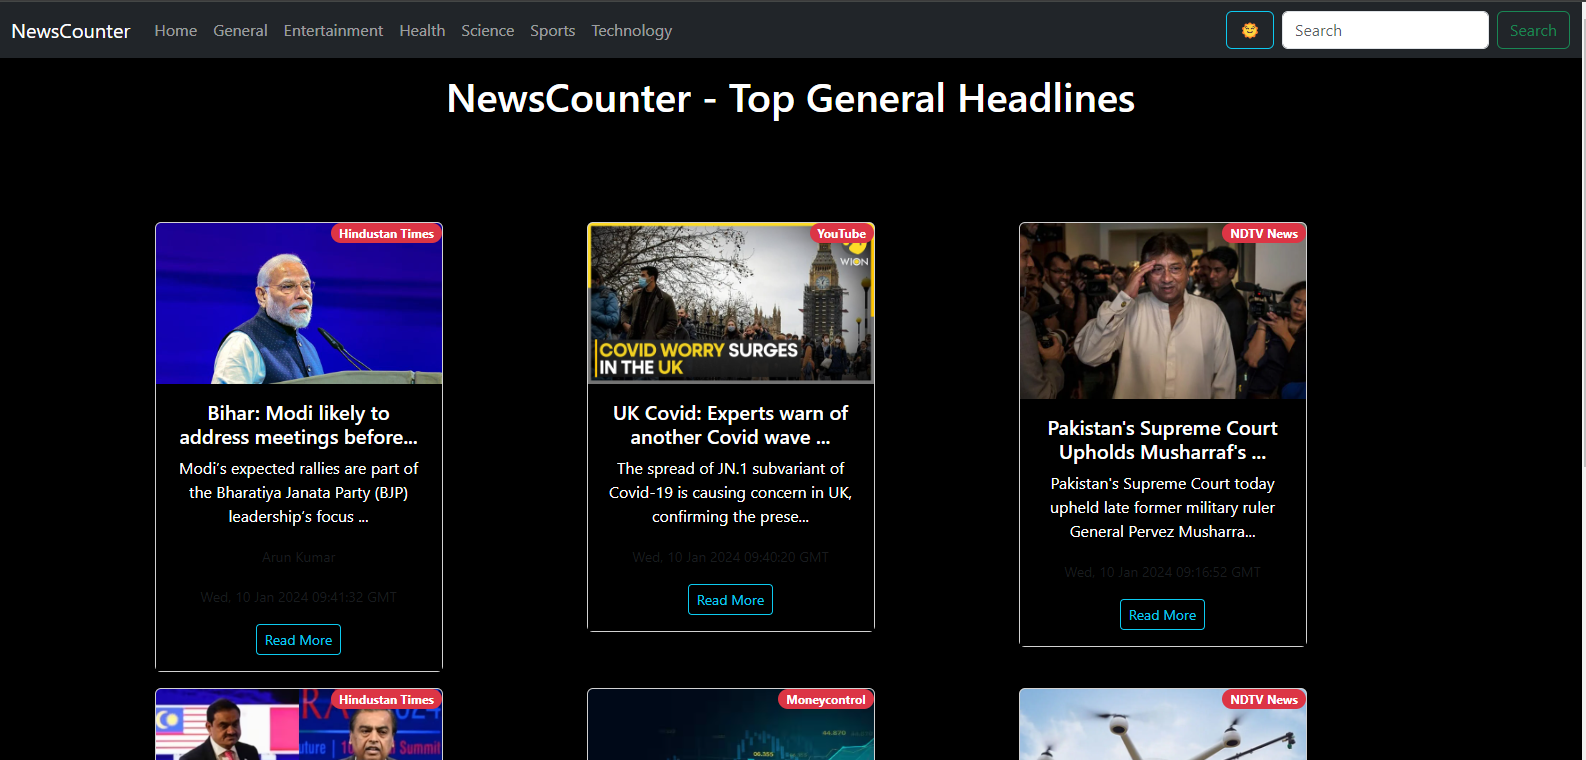 NewsCounter Home General Entertainment Health Science Sports Technology Search Search
NewsCounter - Top General Headlines
Hindustan Times
Bihar: Modi likely to
address meetings before...
Modi's expected rallies are part of
the Bharatiya Janata Party (BJP)
leadership's focus ...
Arun Kumar
Wed, 10 Jan 2024 09:41:32 GMT
Read More
YouTube
WION
COVID WORRY SURGES
IN THE UK
UK Covid: Experts warn of
another Covid wave ...
The spread of JN.1 subvariant of
Covid-19 is causing concern in UK,
confirming the prese...
Wed, 10 Jan 2024 09:40:20 GMT
Read More
NDTV News
Pakistan's Supreme Court
Upholds Musharraf's ...
Pakistan's Supreme Court today
upheld late former military ruler
General Pervez Musharra...
Wed, 10 Jan 2024 09:16:52 GMT
Read More
Hindustan Times
Summit
Moneycontrol
44.870
06.355
NDTV News